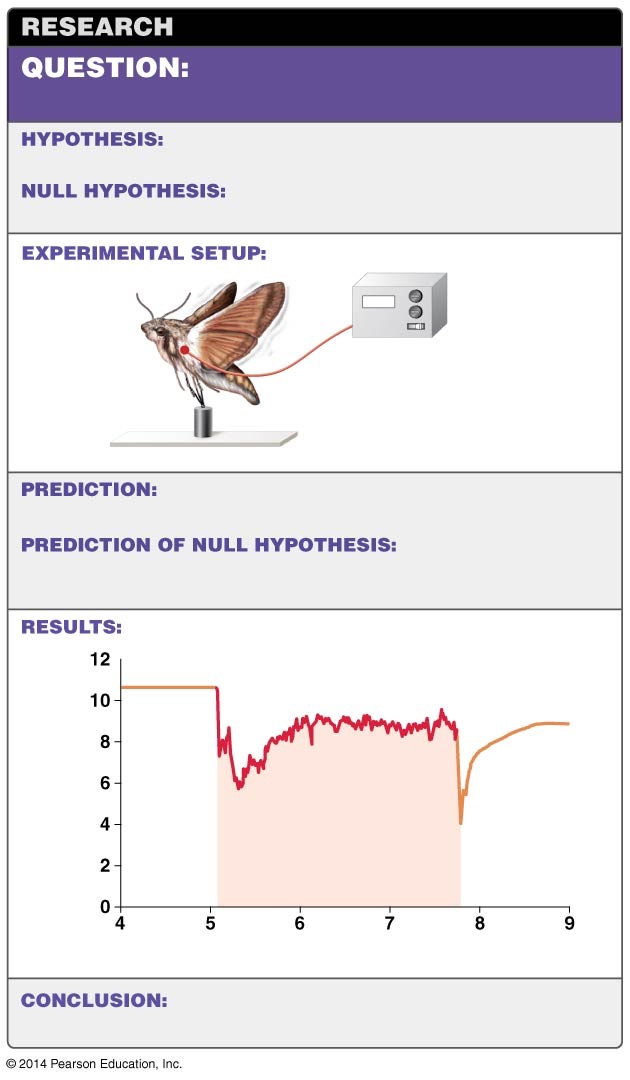 RESEARCH
QUESTION:
HYPOTHESIS:
NULL HYPOTHESIS:
EXPERIMENTAL SETUP:
PREDICTION:
PREDICTION OF NULL HYPOTHESIS:
RESULTS:
12
10
8
6
4
2
0
4 5 6 7 8 9
CONCLUSION:
© 2014 Pearson Education, Inc.